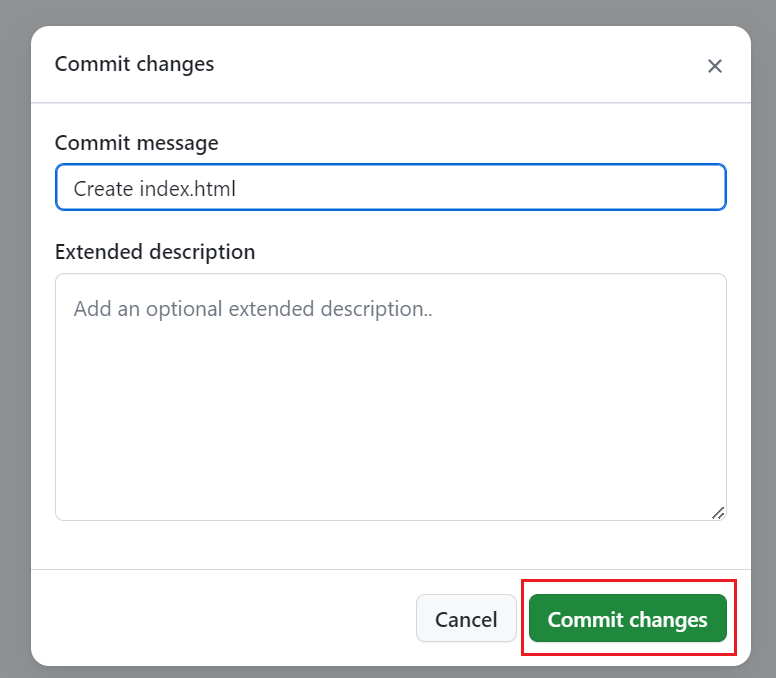 Commit changes
Commit message
Create index.html
Extended description
Add an optional extended description..
Cancel
Commit changes